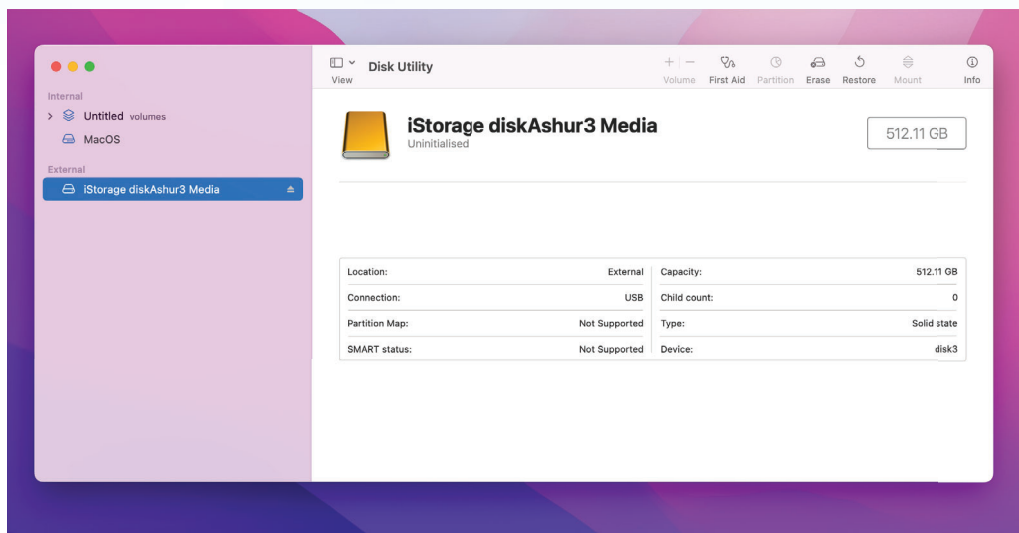 Disk Utility
View
Volume First Aid Partition Erase Restore Mount Info
Internal
Untitled volumes
MacOS
External
iStorage diskAshur3 Media
iStorage diskAshur3 Media
Uninitialised
512.11 GB
Location: External
Capacity: 512.11 GB
Connection: USB
Child count: 0
Partition Map: Not Supported
Type: Solid state
SMART status: Not Supported
Device: disk3